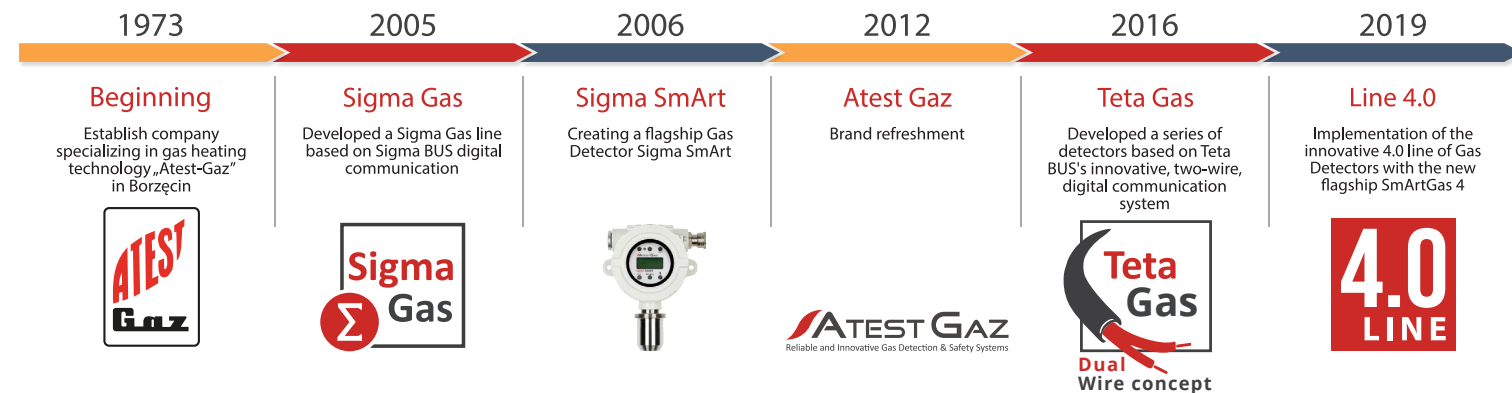 1973
Beginning
Establish company
specializing in gas heating
technology „Atest-Gaz”
in Borzęcin
ATEST
Gaz
2005
Sigma Gas
Developed a Sigma Gas line
based on Sigma BUS digital
communication
Sigma
Σ Gas
2006
Sigma SmArt
Creating a flagship Gas
Detector Sigma SmArt
ATEST GAZ
2012
Atest Gaz
Brand refreshment
ATEST GAZ
Reliable and Innovative Gas Detection & Safety Systems
2016
Teta Gas
Developed a series of
detectors based on Teta
BUS's innovative, two-wire,
digital communication
system
Teta
Gas
Dual
Wire concept
2019
Line 4.0
Implementation of the
innovative 4.0 line of Gas
Detectors with the new
flagship SmArtGas 4
4.0
LINE